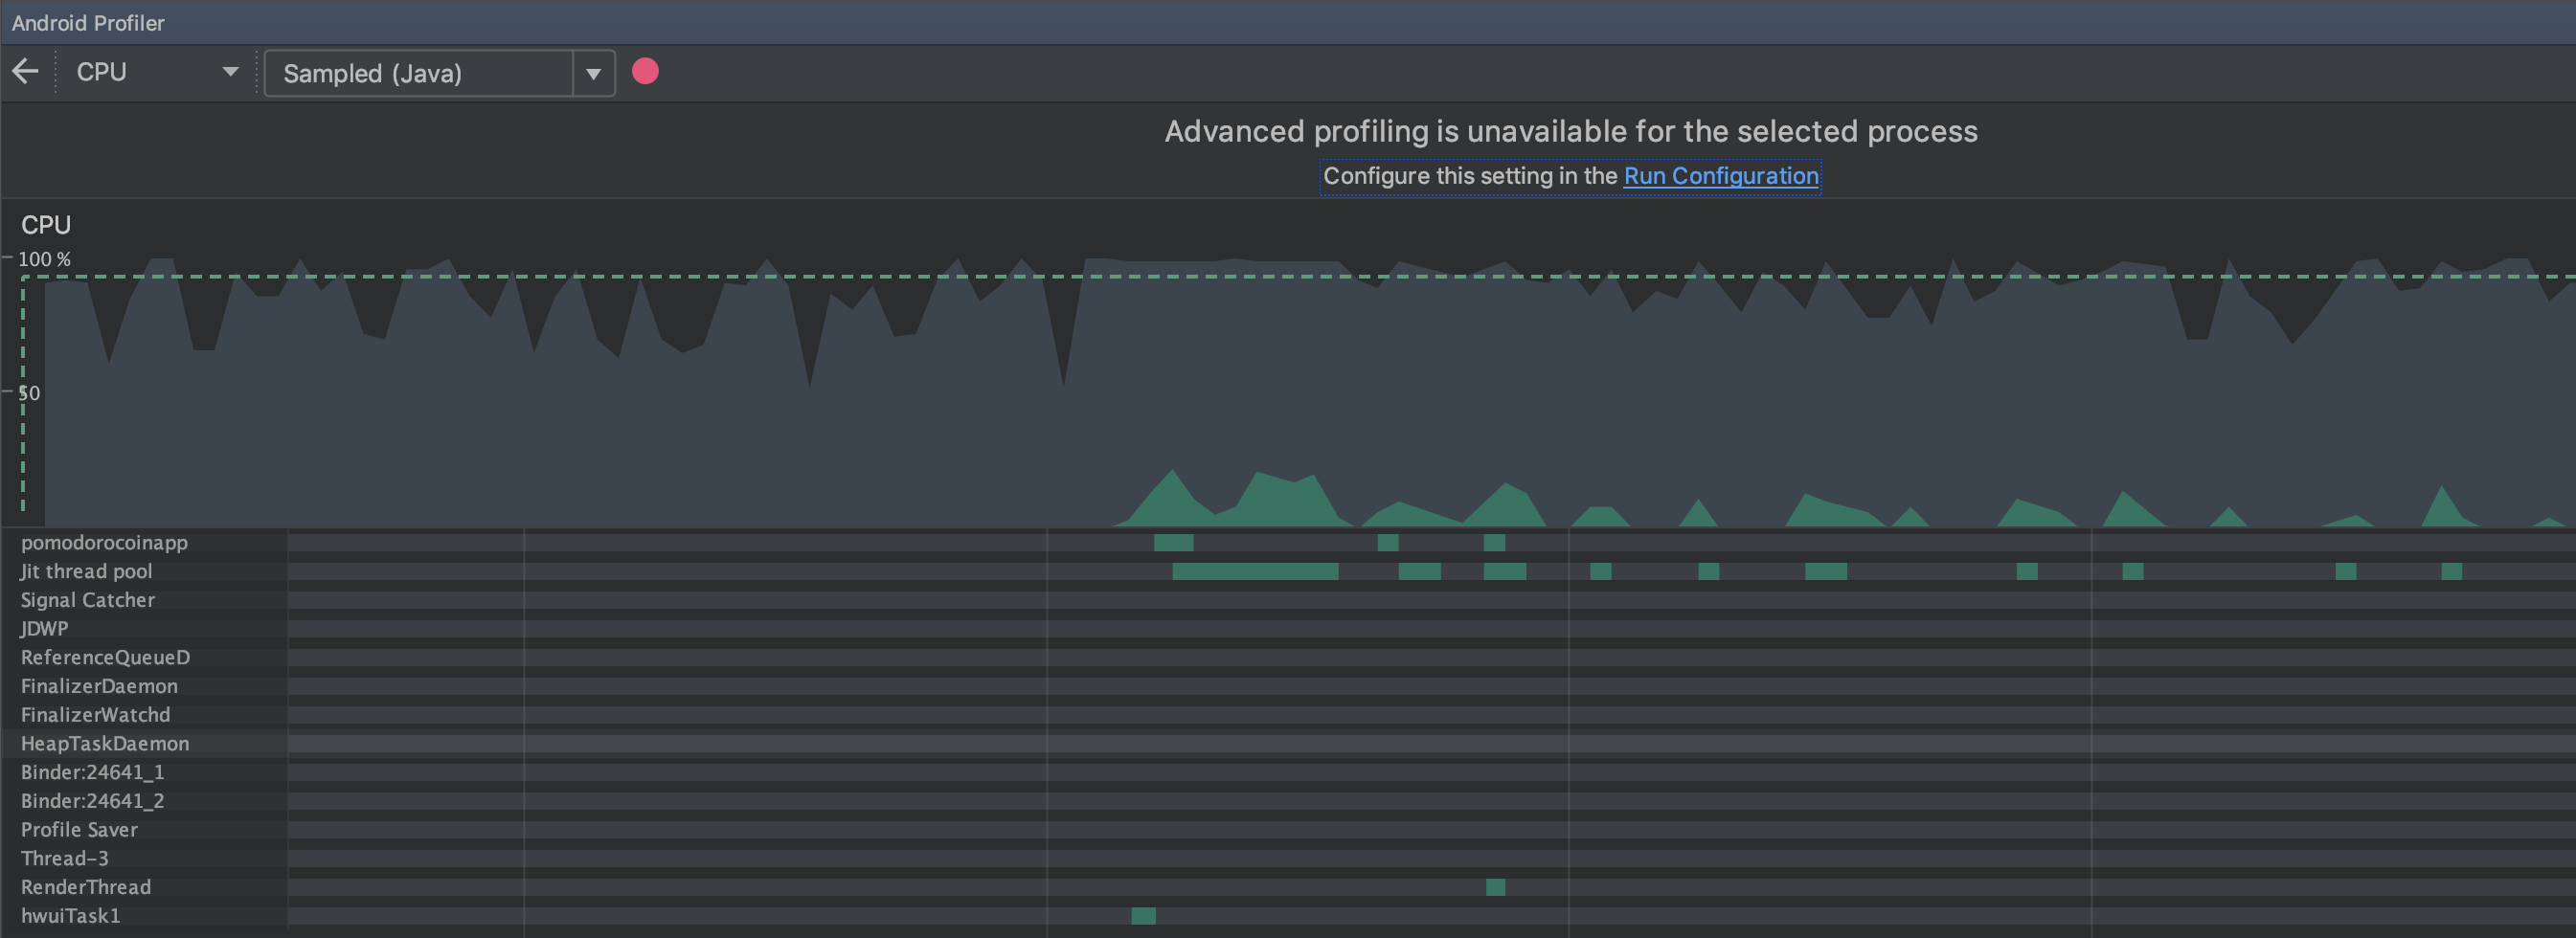 Android Profiler
CPU
Sampled (Java)
Advanced profiling is unavailable for the selected process
Configure this setting in the Run Configuration
CPU
100 %
50
pomodorocoinapp
Jit thread pool
Signal Catcher
JDWP
ReferenceQueueD
FinalizerDaemon
FinalizerWatchd
HeapTaskDaemon
Binder:24641_1
Binder:24641_2
Profile Saver
Thread-3
RenderThread
hwuiTask1